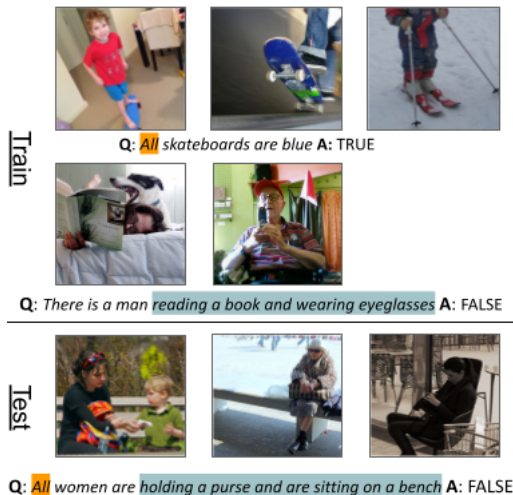 Train
Q: All skateboards are blue A: TRUE
Q: There is a man reading a book and wearing eyeglasses A: FALSE
Test
Q: All women are holding a purse and are sitting on a bench A: FALSE